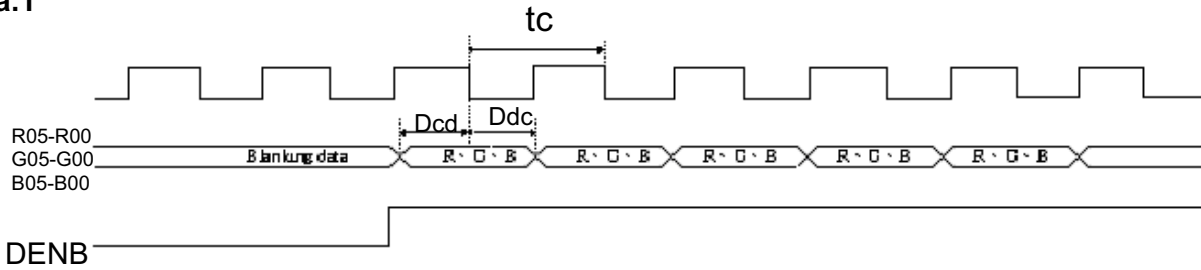 a.1
tc
Dcd Ddc
R05-R00
G05-G00
B05-B00
Blankung data R、G、B R、G、B R、G、B R、G、B R、G、B
DENB